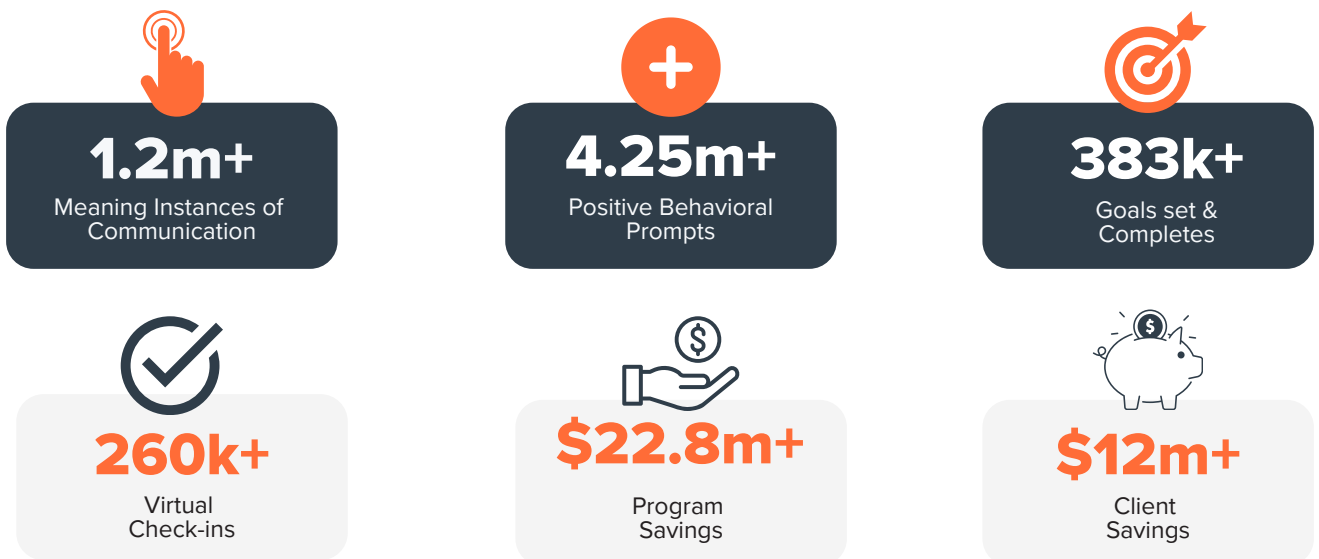 1.2m+
Meaning Instances of
Communication
4.25m+
Positive Behavioral
Prompts
383k+
Goals set &
Completes
260k+
Virtual
Check-ins
$
$22.8m+
Program
Savings
$
$12m+
Client
Savings